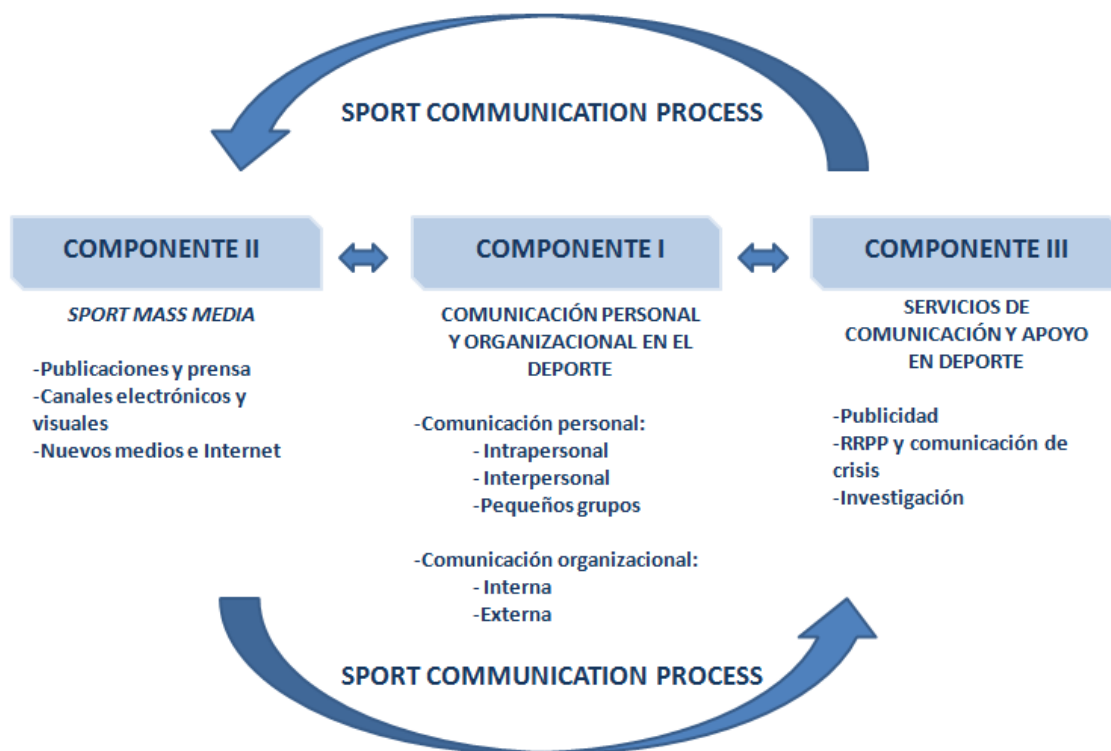 SPORT COMMUNICATION PROCESS
COMPONENTE II
SPORT MASS MEDIA
-Publicaciones y prensa
-Canales electrónicos y
visuales
-Nuevos medios e Internet
COMPONENTE I
COMUNICACIÓN PERSONAL
Y ORGANIZACIONAL EN EL
DEPORTE
-Comunicación personal:
- Intrapersonal
- Interpersonal
-Pequeños grupos
-Comunicación organizacional:
- Interna
- Externa
COMPONENTE III
SERVICIOS DE
COMUNICACIÓN Y APOYO
EN DEPORTE
-Publicidad
-RRPP y comunicación de
crisis
-Investigación
SPORT COMMUNICATION PROCESS